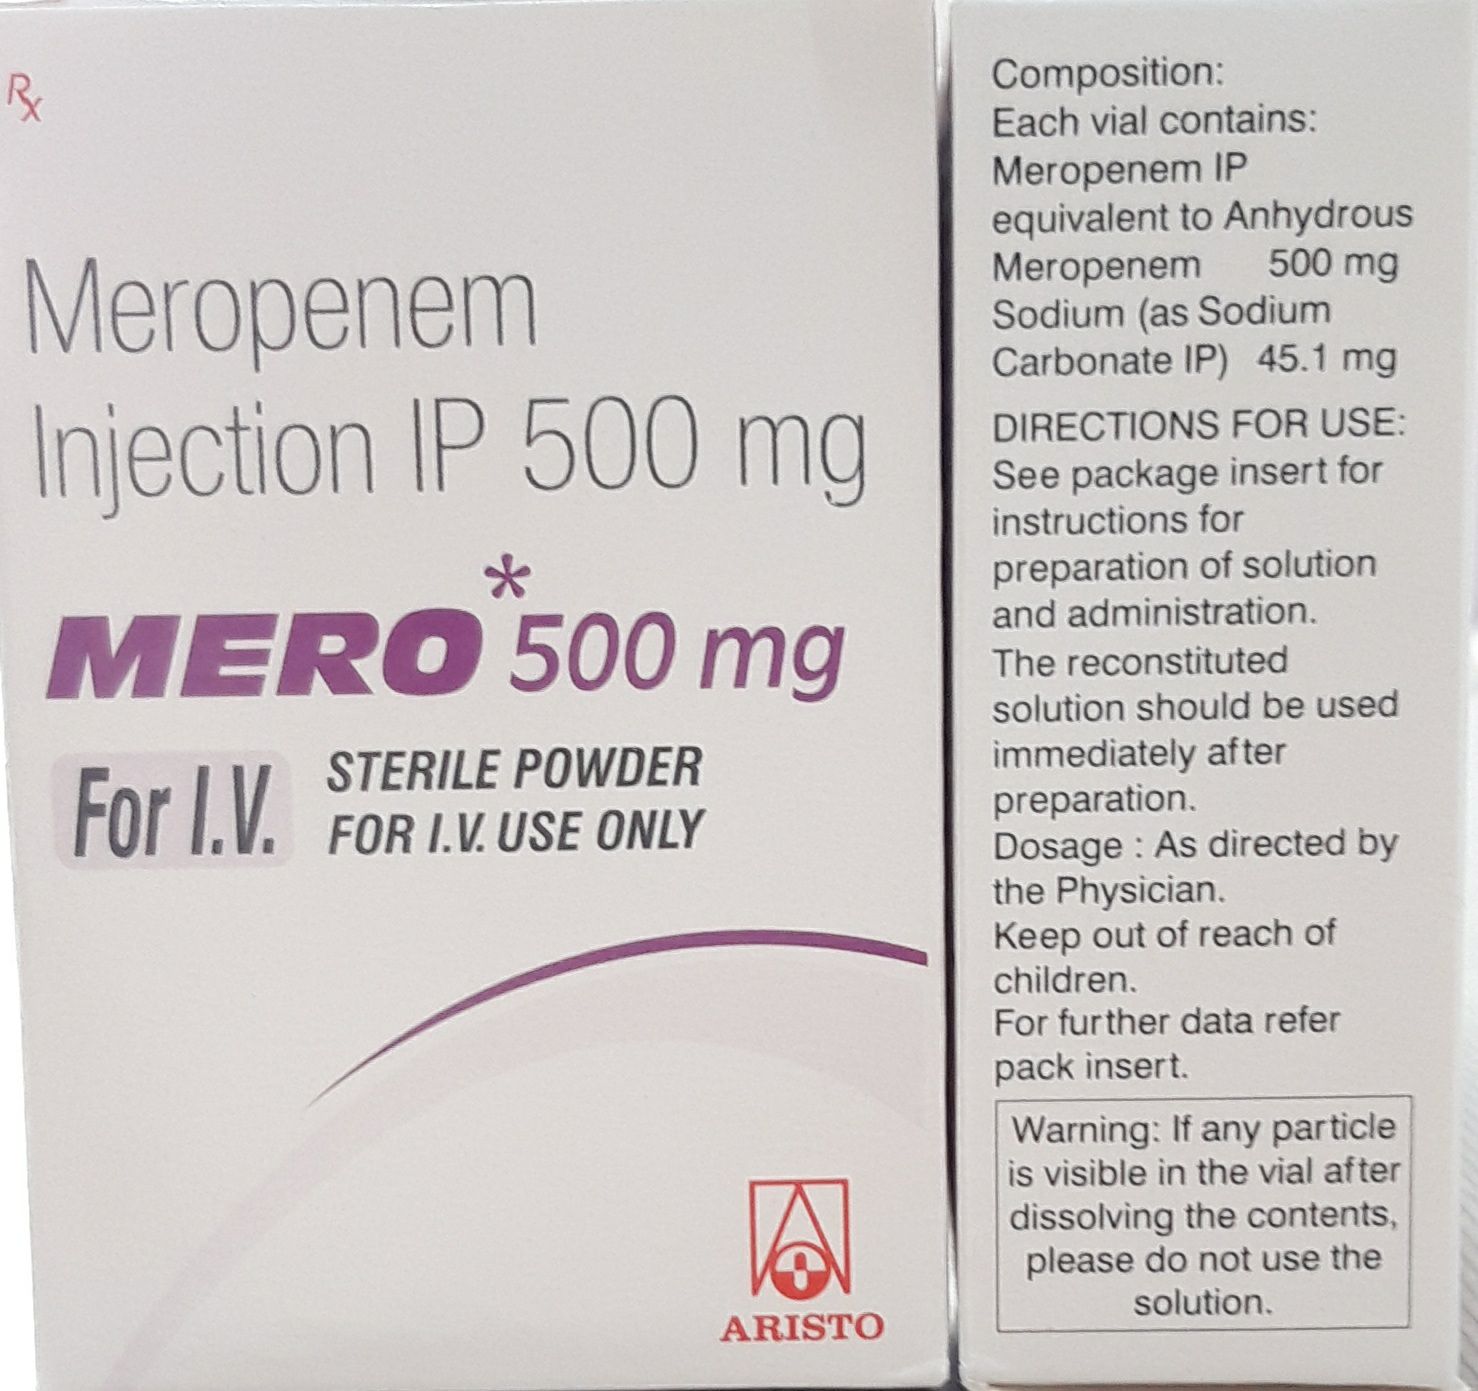 Rx
Meropenem
Injection IP 500 mg
MERO* 500 mg
For I.V.
STERILE POWDER
FOR I.V. USE ONLY
ARISTO
Composition:
Each vial contains:
Meropenem IP
equivalent to Anhydrous
Meropenem 500 mg
Sodium (as Sodium
Carbonate IP) 45.1 mg
DIRECTIONS FOR USE:
See package insert for
instructions for
preparation of solution
and administration.
The reconstituted
solution should be used
immediately after
preparation.
Dosage : As directed by
the Physician.
Keep out of reach of
children.
For further data refer
pack insert.
Warning: If any particle
is visible in the vial after
dissolving the contents,
please do not use the
solution.